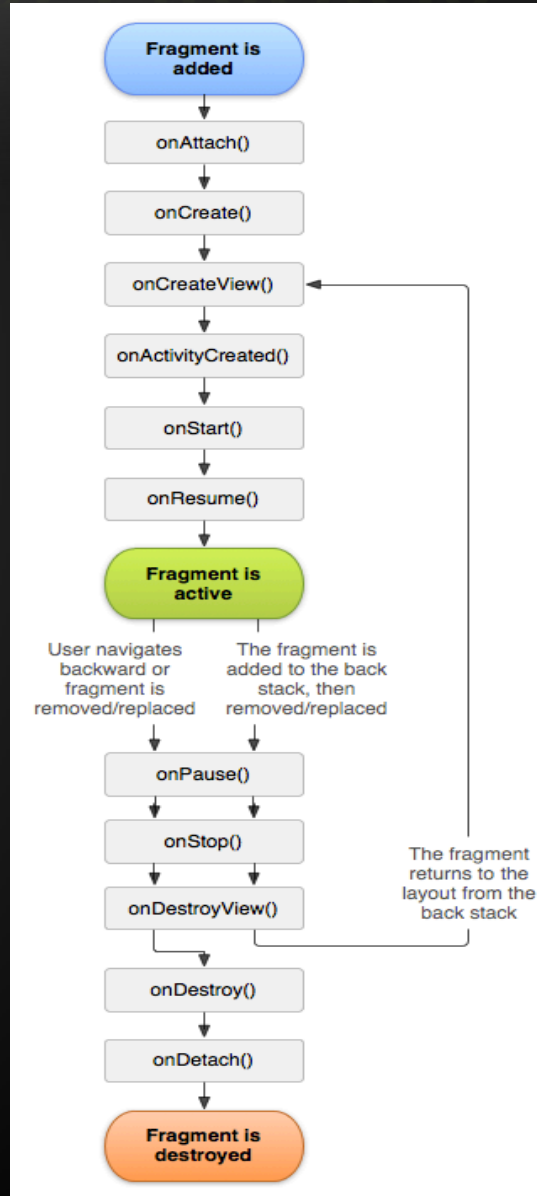 Fragment is
added
onAttach()
onCreate()
onCreateView()
onActivityCreated()
onStart()
onResume()
Fragment is
active
User navigates
backward or
fragment is
removed/replaced
The fragment is
added to the back
stack, then
removed/replaced
onPause()
onStop()
onDestroyView()
The fragment
returns to the
layout from the
back stack
onDestroy()
onDetach()
Fragment is
destroyed